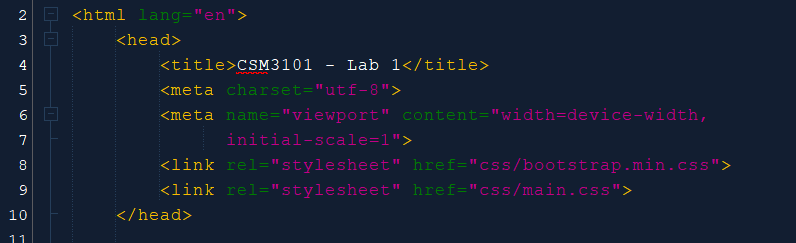 2 <html lang="en">
3 <head>
4 <title>CSM3101 - Lab 1</title>
5 <meta charset="utf-8">
6 <meta name="viewport" content="width=device-width,
7 initial-scale=1">
8 <link rel="stylesheet" href="css/bootstrap.min.css">
9 <link rel="stylesheet" href="css/main.css">
10 </head>
11